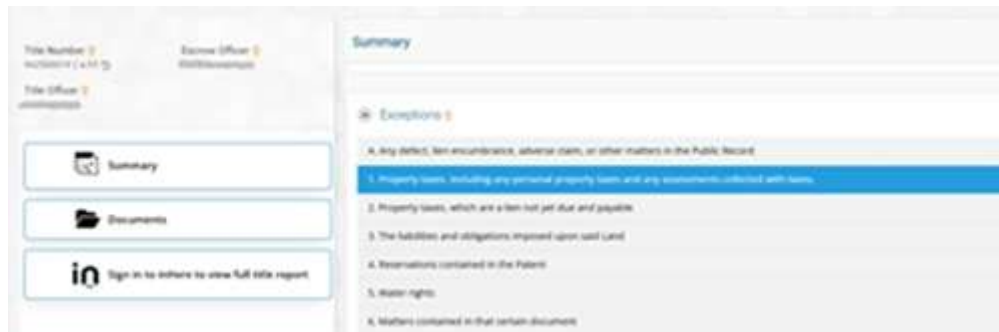 Title Number
Escrow Officer
Title Officer
Summary
Documents
Sign in to inHere to view full title report
Summary
Exceptions
A. Any defect, lien encumbrance, adverse claim, or other matters in the Public Record
1. Property taxes, including any personal property taxes and any assessments collected with taxes.
2. Property taxes, which are a lien not yet due and payable
3. The liabilities and obligations imposed upon said Land
4. Reservations contained in the Patent
5. Water rights
6. Matters contained in that certain document